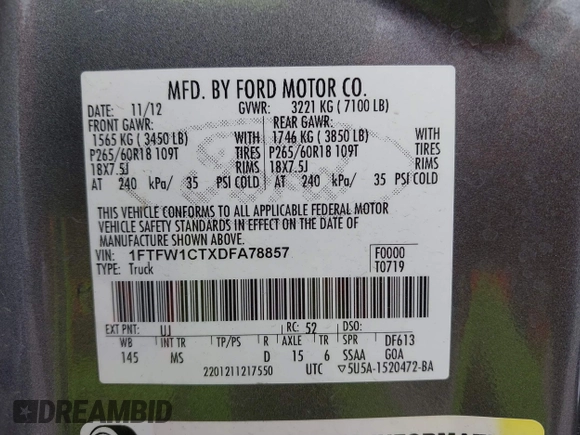 MFD. BY FORD MOTOR CO.
DATE: 11/12 GVWR: 3221 KG ( 7100 LB)
FRONT GAWR: REAR GAWR:
1565 KG ( 3450 LB) WITH 1746 KG ( 3850 LB) WITH
P265/60R18 109T TIRES P265/60R18 109T TIRES
18X7.5J RIMS 18X7.5J RIMS
AT 240 kPa/ 35 PSI COLD AT 240 kPa/ 35 PSI COLD
THIS VEHICLE CONFORMS TO ALL APPLICABLE FEDERAL MOTOR
VEHICLE SAFETY STANDARDS IN EFFECT ON THE DATE OF
MANUFACTURE SHOWN ABOVE.
VIN: 1FTFW1CTXDFA78857 F0000
TYPE: Truck T0719
EXT PNT: UJ RC: 52 DSO:
WB INT TR TP/PS R AXLE TR SPR DF613
145 MS D 15 6 SSAA GOA
2201211217550 UTC ▽5U5A-1520472-BA
DREAMBID